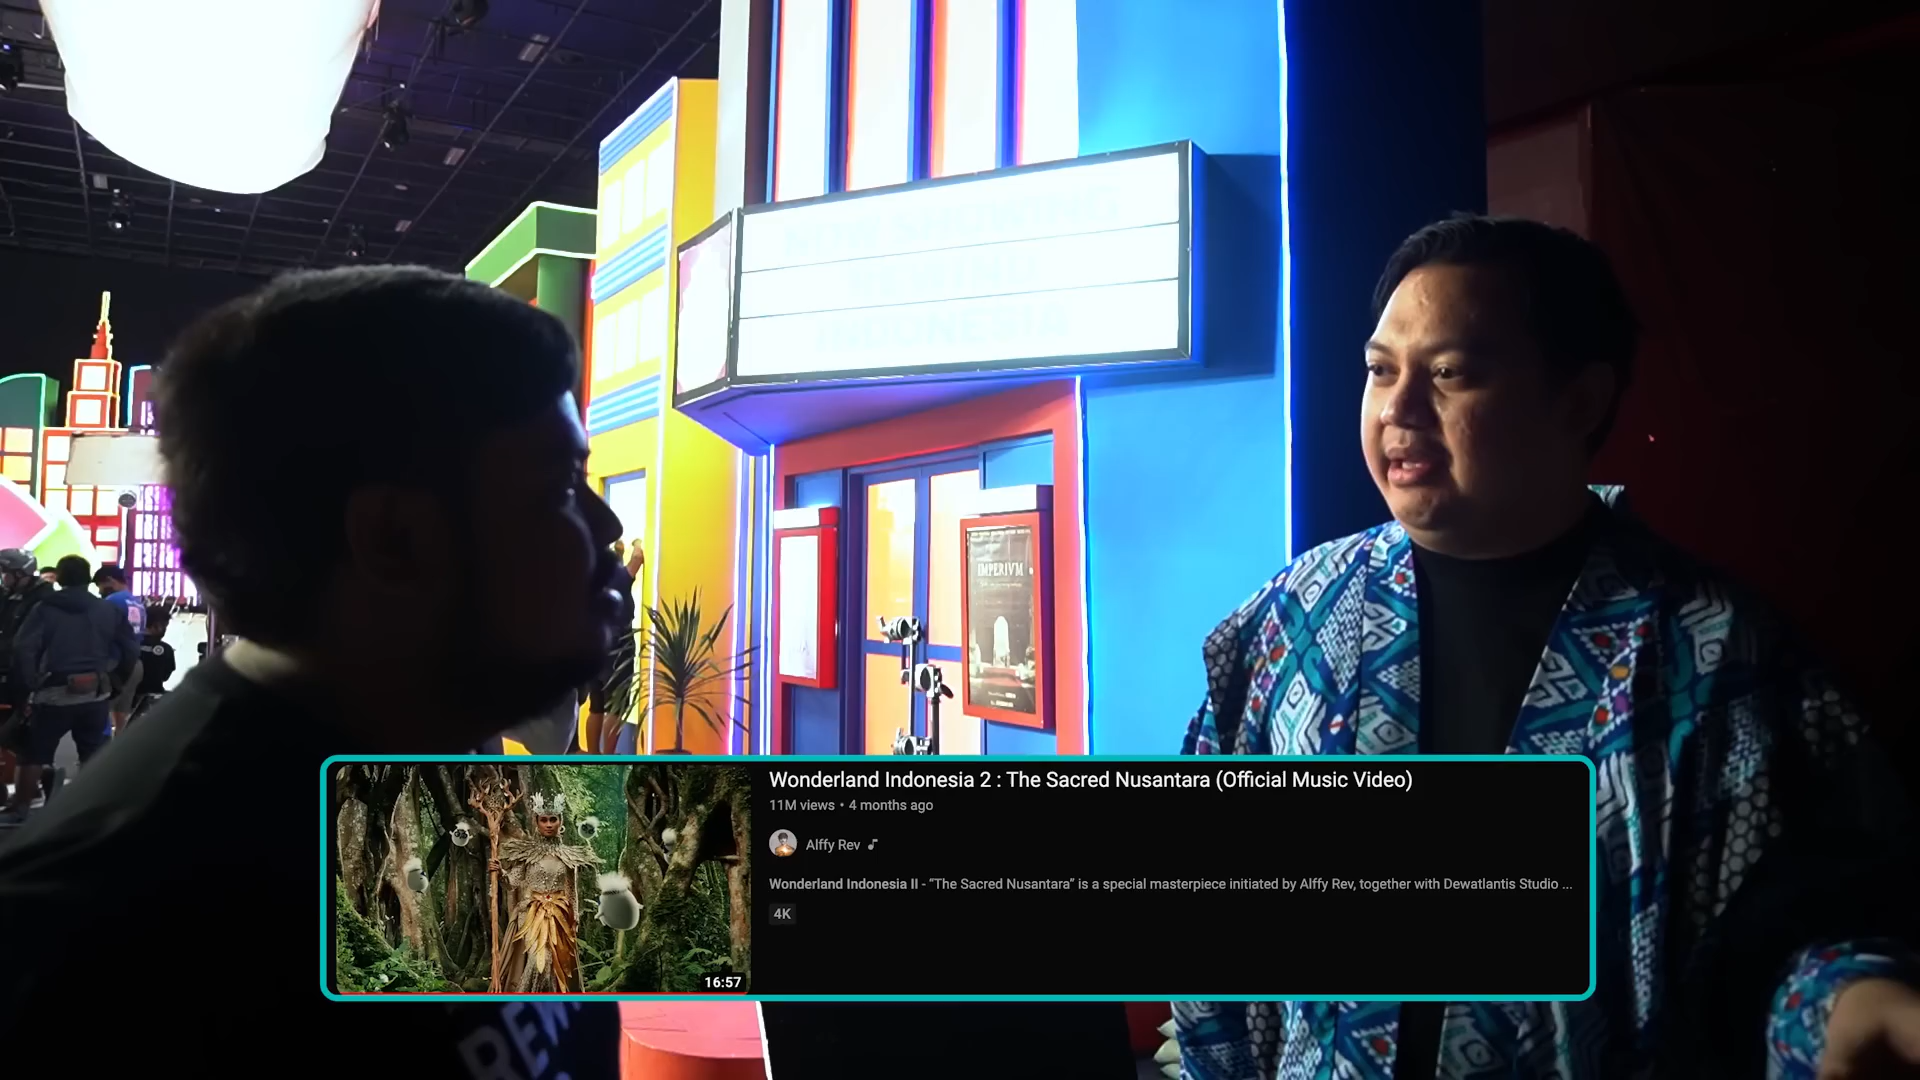 INDONESIA
IMPERIVM
Wonderland Indonesia 2 : The Sacred Nusantara (Official Music Video)
11M views • 4 months ago
Alffy Rev
Wonderland Indonesia II - “The Sacred Nusantara” is a special masterpiece initiated by Alffy Rev, together with Dewatlantis Studio ...
4K
16:57